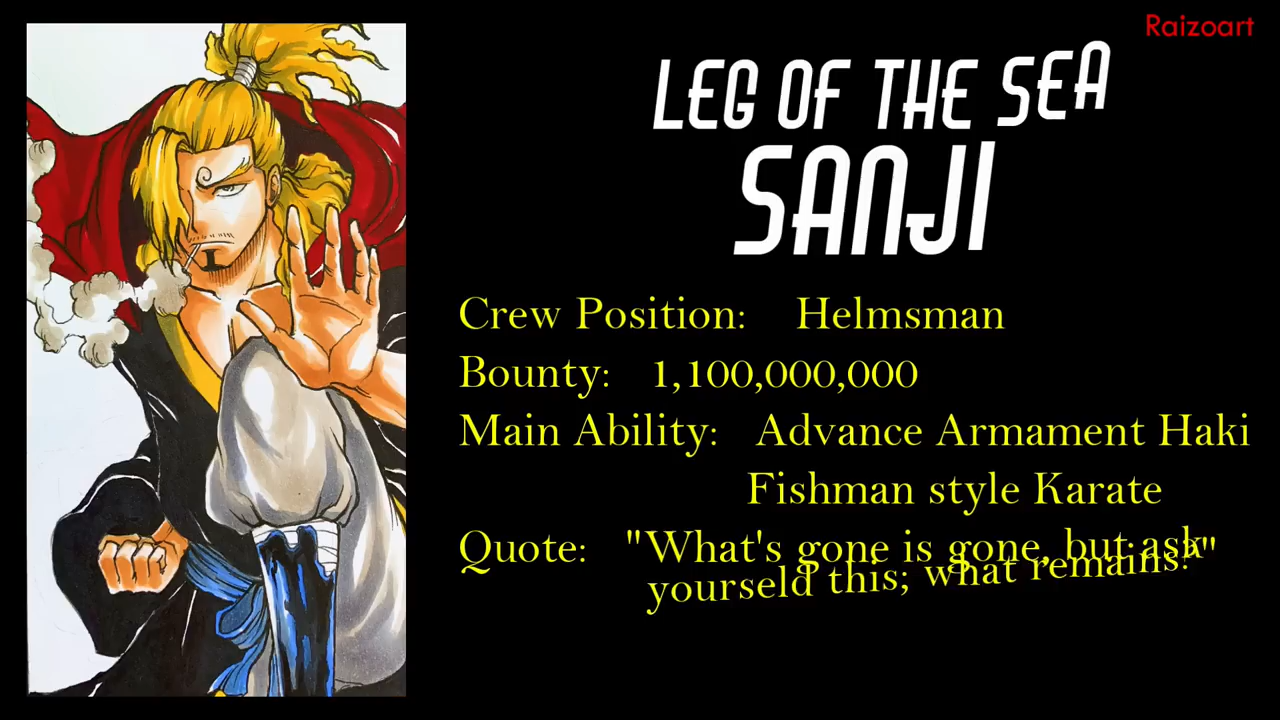 Raizoart
LEG OF THE SEA
SANJI
Crew Position: Helmsman
Bounty: 1,100,000,000
Main Ability: Advance Armament Haki
Fishman style Karate
Quote: "What's gone is gone, but ask
yourseld this; what remains?"